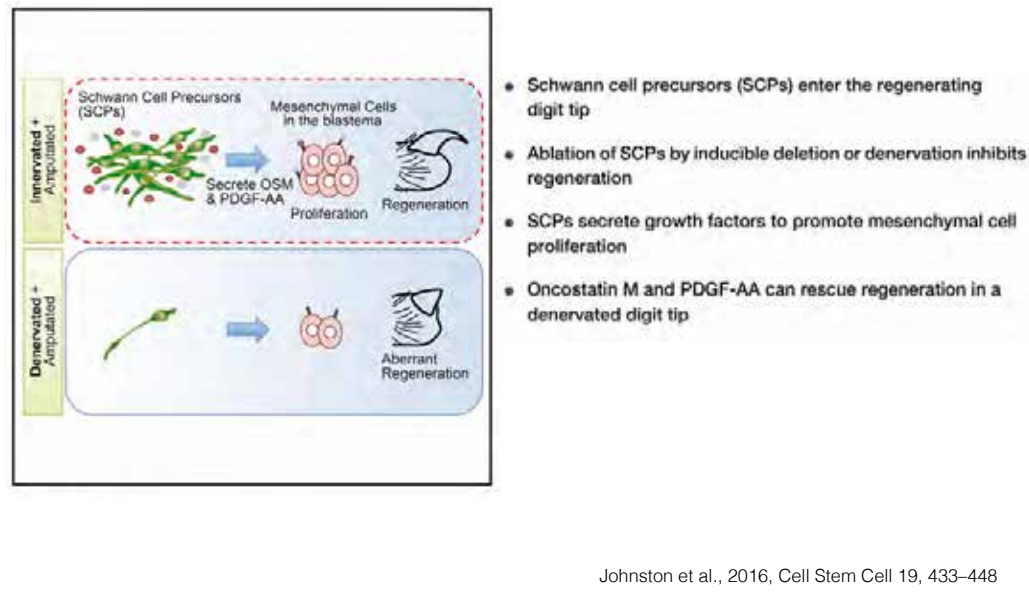 Innervated +
Amputated
Schwann Cell Precursors
(SCPs)
Secrete OSM
& PDGF-AA
Mesenchymal Cells
in the blastema
Proliferation
Regeneration
Denervated +
Amputated
Aberrant
Regeneration
• Schwann cell precursors (SCPs) enter the regenerating
digit tip
• Ablation of SCPs by inducible deletion or denervation inhibits
regeneration
• SCPs secrete growth factors to promote mesenchymal cell
proliferation
• Oncostatin M and PDGF-AA can rescue regeneration in a
denervated digit tip
Johnston et al., 2016, Cell Stem Cell 19, 433–448